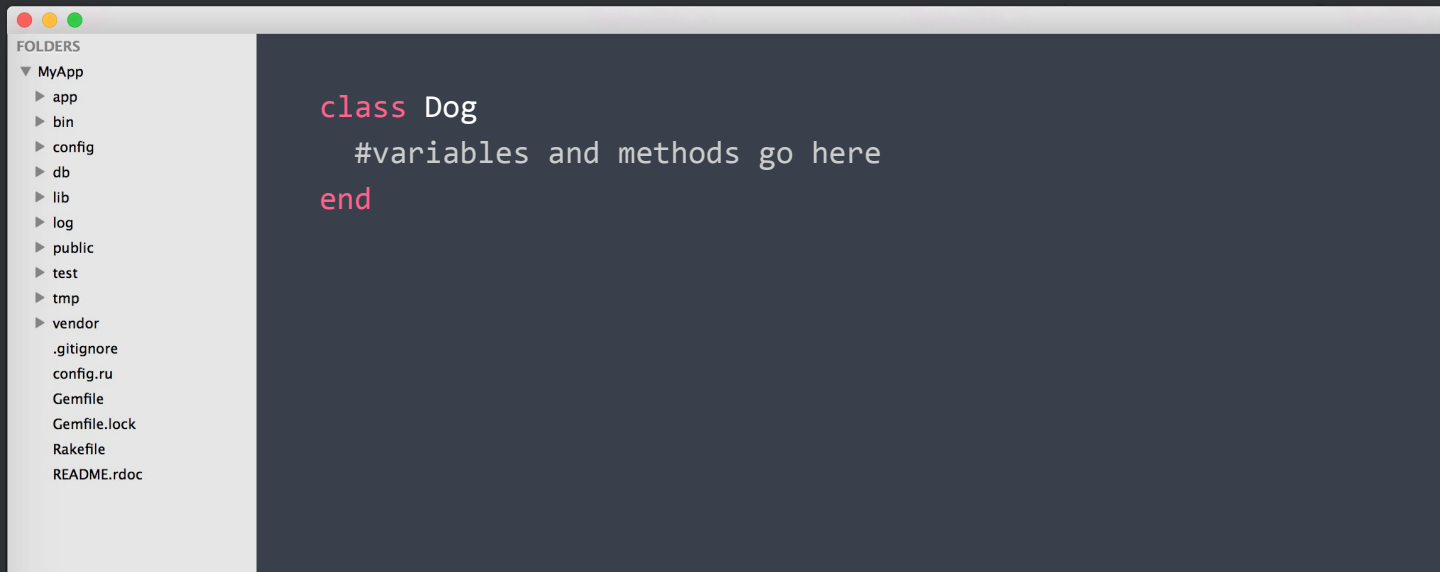 FOLDERS
MyApp
app
bin
config
db
lib
log
public
test
tmp
vendor
.gitignore
config.ru
Gemfile
Gemfile.lock
Rakefile
README.rdoc
class Dog
  #variables and methods go here
end